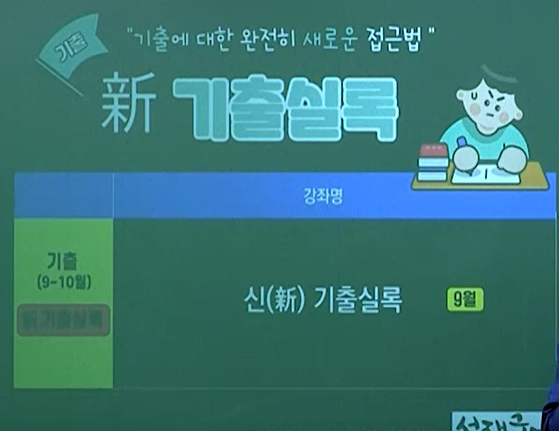 기출
"기출에 대한 완전히 새로운 접근법"
新 기출실록
강좌명
기출
(9-10월)
新 기출실록
신(新) 기출실록 9월